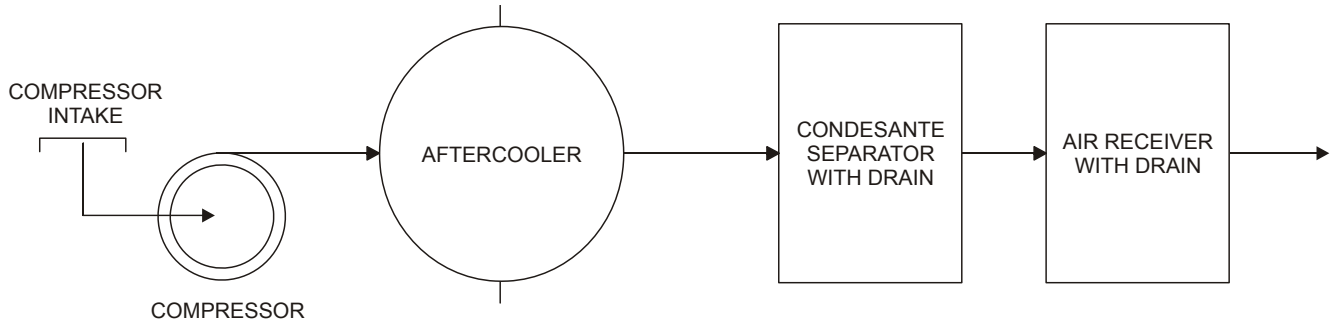 COMPRESSOR
INTAKE
COMPRESSOR
AFTERCOOLER
CONDESANTE
SEPARATOR
WITH DRAIN
AIR RECEIVER
WITH DRAIN